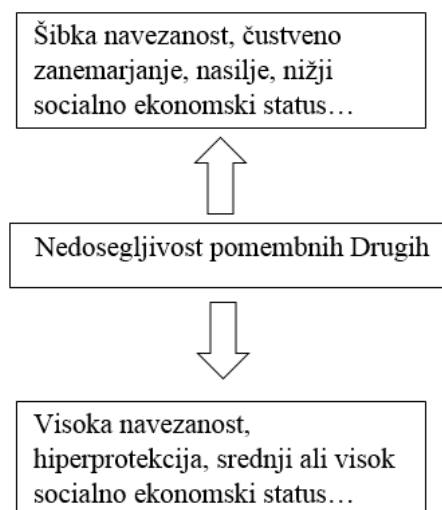 Šibka navezanost, čustveno
zanemarjanje, nasilje, nižji
socialno ekonomski status…
Nedosegljivost pomembnih Drugih
Visoka navezanost,
hiperprotekcija, srednji ali visok
socialno ekonomski status…